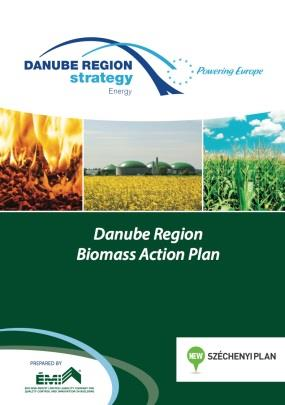 DANUBE REGION
strategy
Energy
Powering Europe
Danube Region
Biomass Action Plan
PREPARED BY
ÉMI
NEW
SZÉCHENYI PLAN